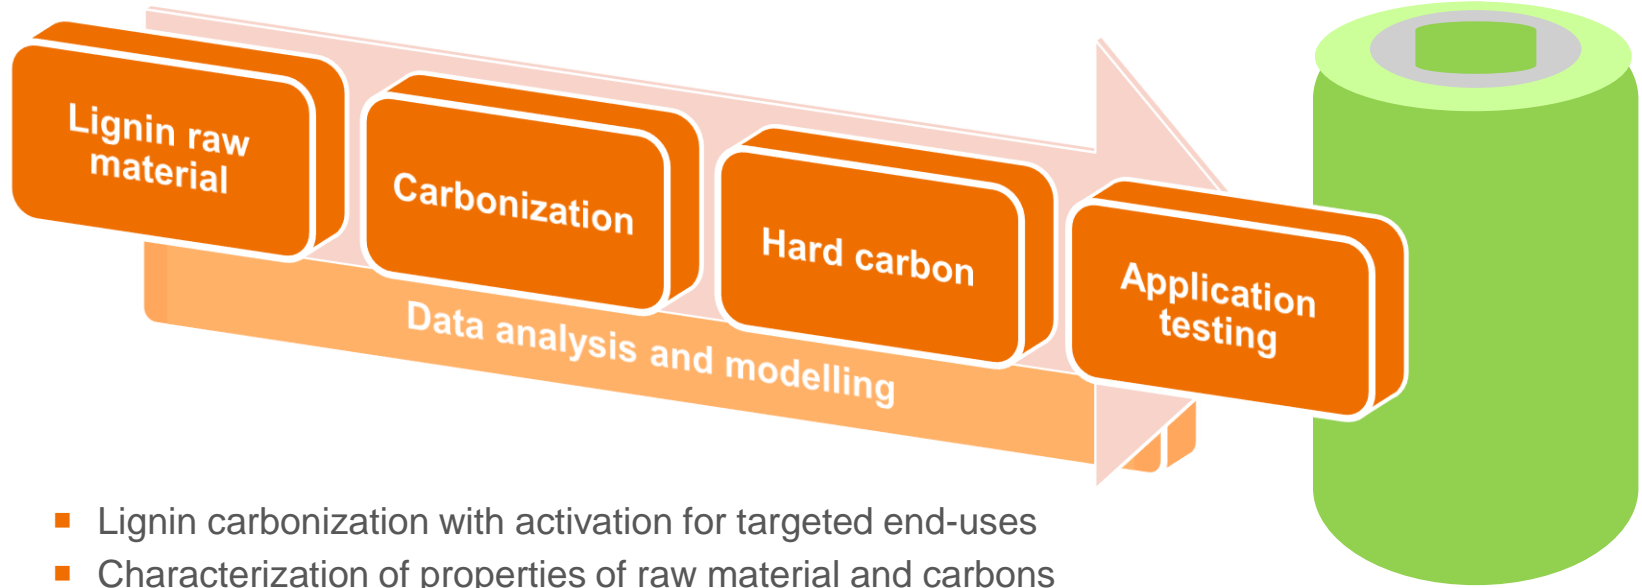 Lignin raw
material
Carbonization
Hard carbon
Application
testing
Data analysis and modelling
Lignin carbonization with activation for targeted end-uses
Characterization of properties of raw material and carbons